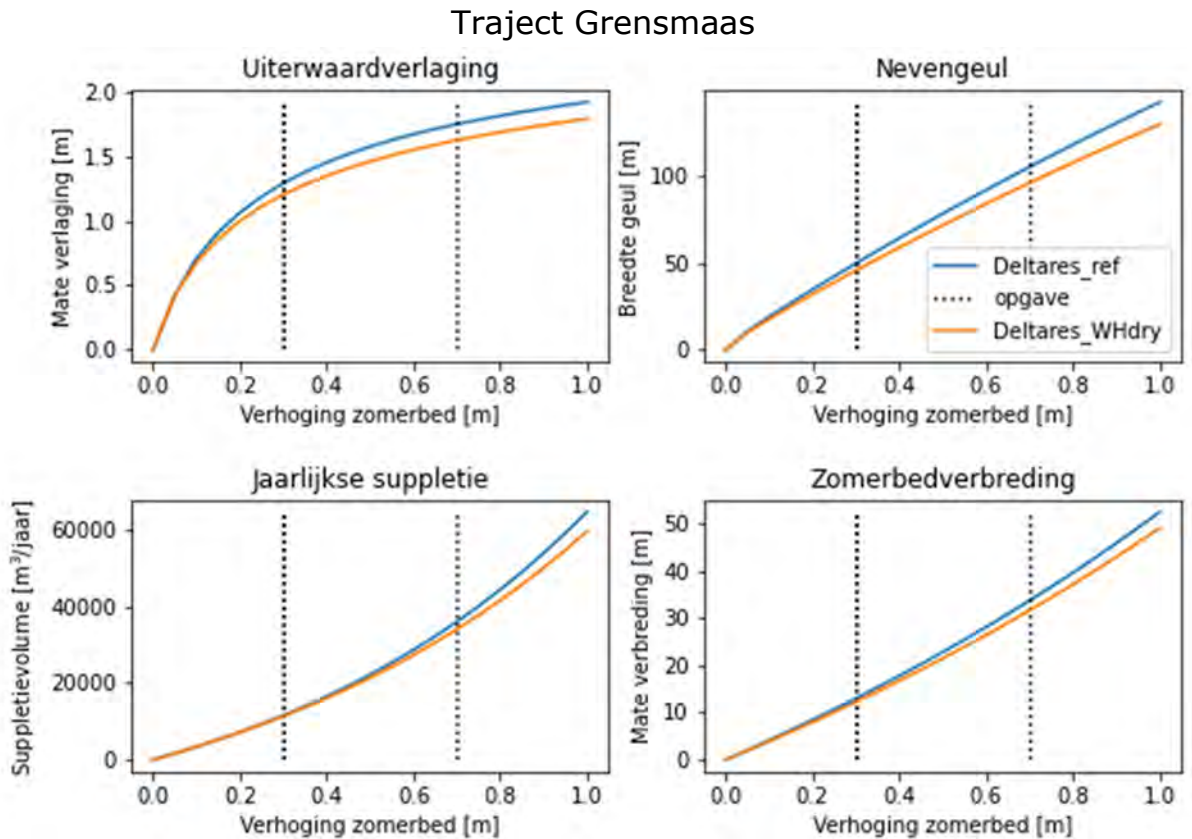 Traject Grensmaas
Uiterwaardverlaging
Mate verlaging [m]
2.0
1.5
1.0
0.5
0.0
0.0 0.2 0.4 0.6 0.8 1.0
Verhoging zomerbed [m]
Nevengeul
Breedte geul [m]
100
50
0
Deltares_ref
opgave
Deltares_WHdry
0.0 0.2 0.4 0.6 0.8 1.0
Verhoging zomerbed [m]
Jaarlijkse suppletie
Suppletievolume [m³/jaar]
60000
40000
20000
0
0.0 0.2 0.4 0.6 0.8 1.0
Verhoging zomerbed [m]
Zomerbedverbreding
Mate verbreding [m]
50
40
30
20
10
0
0.0 0.2 0.4 0.6 0.8 1.0
Verhoging zomerbed [m]